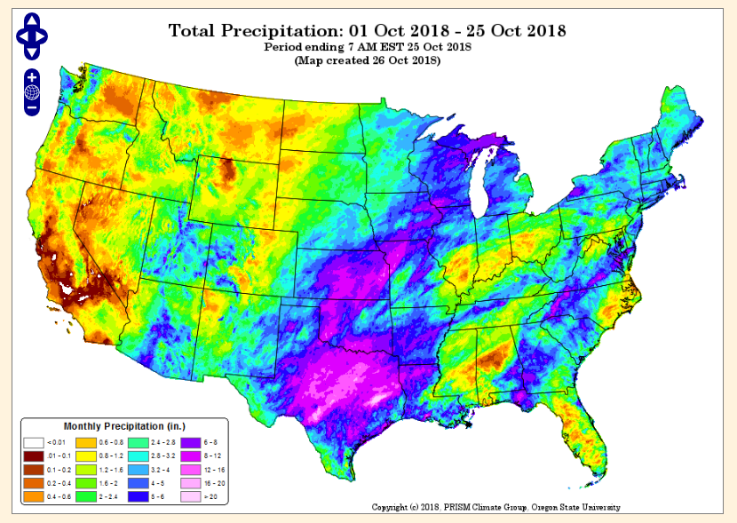 Total Precipitation: 01 Oct 2018 - 25 Oct 2018
Period ending 7 AM EST 25 Oct 2018
(Map created 26 Oct 2018)
Monthly Precipitation (in.)
< 0.01 0.6 - 0.8 2.4 - 2.8 6 - 8
.01 - 0.1 0.8 - 1.2 2.8 - 3.2 8 - 12
0.1 - 0.2 1.2 - 1.6 3.2 - 4 12 - 16
0.2 - 0.4 1.6 - 2 4 - 5 16 - 20
0.4 - 0.6 2 - 2.4 5 - 6 > 20
Copyright (c) 2018, PRISM Climate Group, Oregon State University